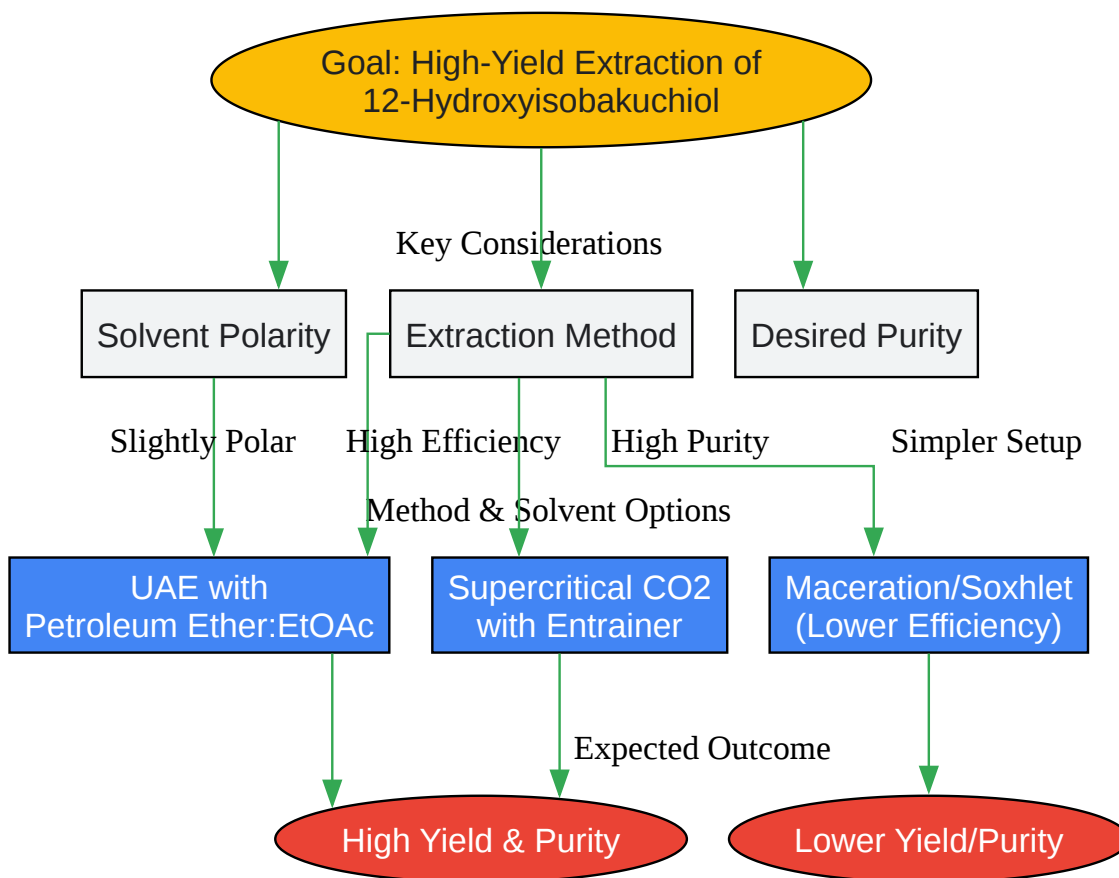 Goal: High-Yield Extraction of
12-Hydroxyisobakuchiol
Key Considerations
Solvent Polarity
Extraction Method
Desired Purity
Slightly Polar
High Efficiency
High Purity
Simpler Setup
Method & Solvent Options
UAE with
Petroleum Ether:EtOAc
Supercritical CO2
with Entrainer
Maceration/Soxhlet
(Lower Efficiency)
Expected Outcome
High Yield & Purity
Lower Yield/Purity